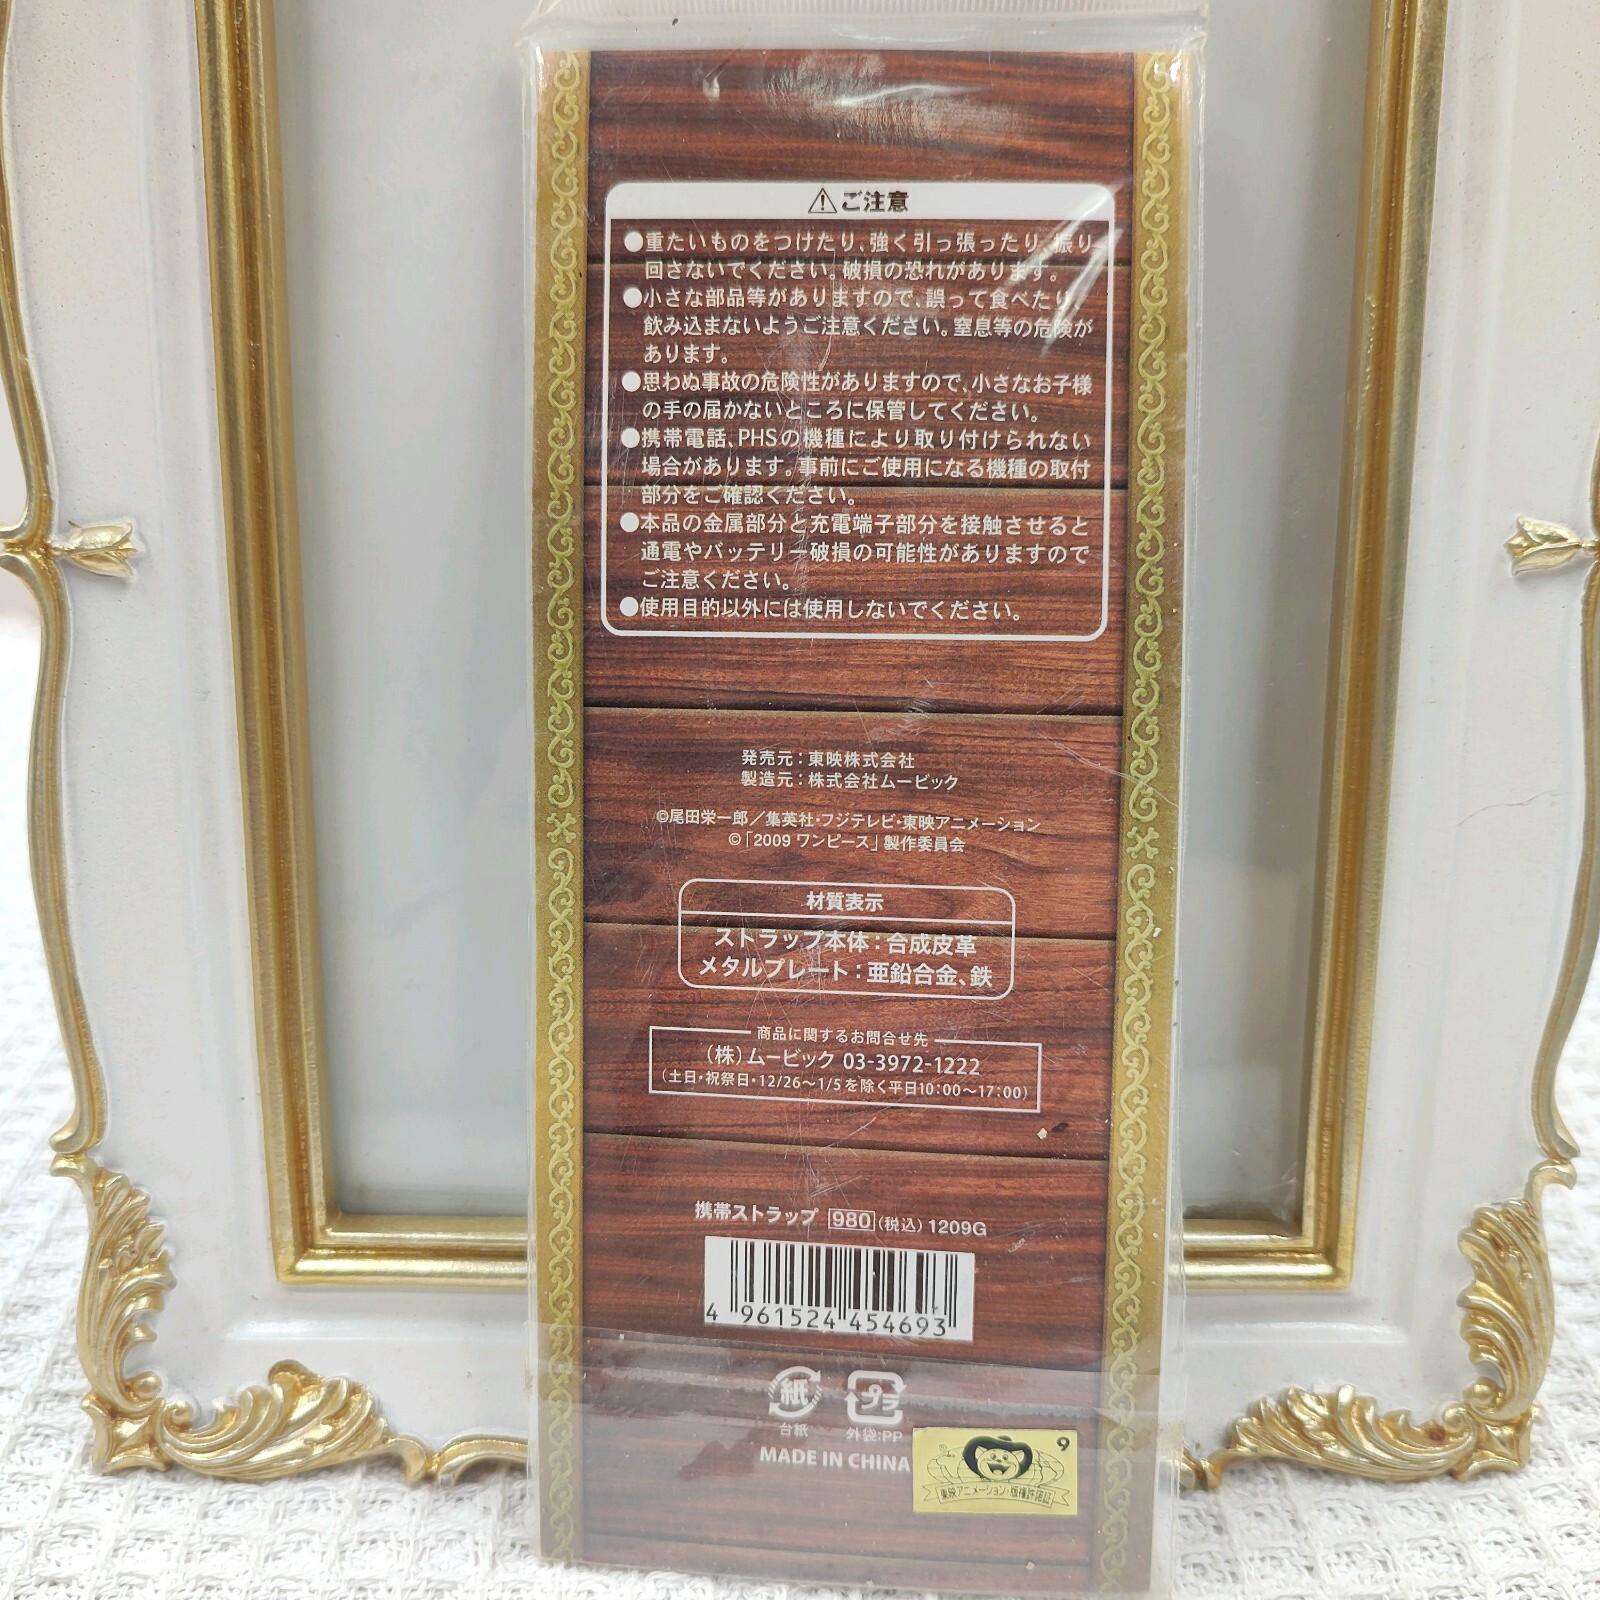 ⚠ご注意
●重たいものをつけたり、強く引っ張ったり、振り
回さないでください。破損の恐れがあります。
●小さな部品等がありますので、誤って食べたり、
飲み込まないようご注意ください。窒息等の危険が
あります。
●思わぬ事故の危険性がありますので、小さなお子様
の手の届かないところに保管してください。
●携帯電話、PHSの機種により取り付けられない
場合があります。事前にご使用になる機種の取付
部分をご確認ください。
●本品の金属部分と充電端子部分を接触させると
通電やバッテリー破損の可能性がありますので
ご注意ください。
●使用目的以外には使用しないでください。
発売元：東映株式会社
製造元：株式会社ムービック
©尾田栄一郎／集英社・フジテレビ・東映アニメーション
©「2009 ワンピース」製作委員会
材質表示
ストラップ本体：合成皮革
メタルプレート：亜鉛合金、鉄
商品に関するお問合せ先
（株）ムービック 03-3972-1222
（土日・祝祭日・12/26～1/5を除く平日10:00～17:00）
携帯ストラップ 980（税込）1209G
4 961524 454693
紙 プラ
台紙 外袋:PP
MADE IN CHINA
9
東映アニメーション・版権許諾証